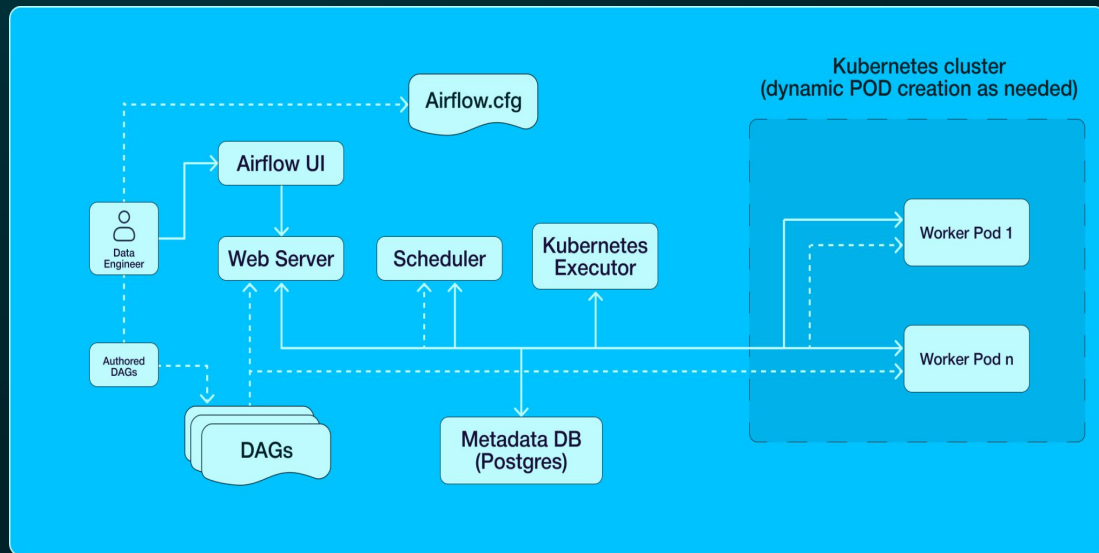 Kubernetes cluster
(dynamic POD creation as needed)
Airflow.cfg
Airflow UI
Data
Engineer
Web Server
Scheduler
Kubernetes
Executor
Worker Pod 1
Authored
DAGs
Worker Pod n
DAGs
Metadata DB
(Postgres)